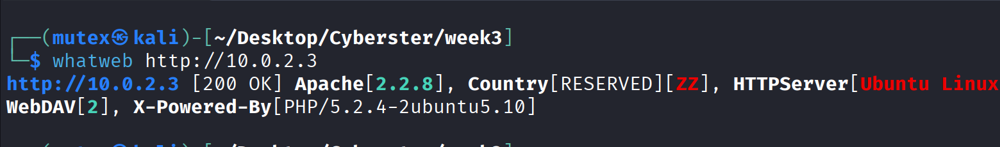 ┌──(mutex㉿kali)-[~/Desktop/Cyberster/week3]
└─$ whatweb http://10.0.2.3
http://10.0.2.3 [200 OK] Apache[2.2.8], Country[RESERVED][ZZ], HTTPServer[Ubuntu Linux
WebDAV[2], X-Powered-By[PHP/5.2.4-2ubuntu5.10]